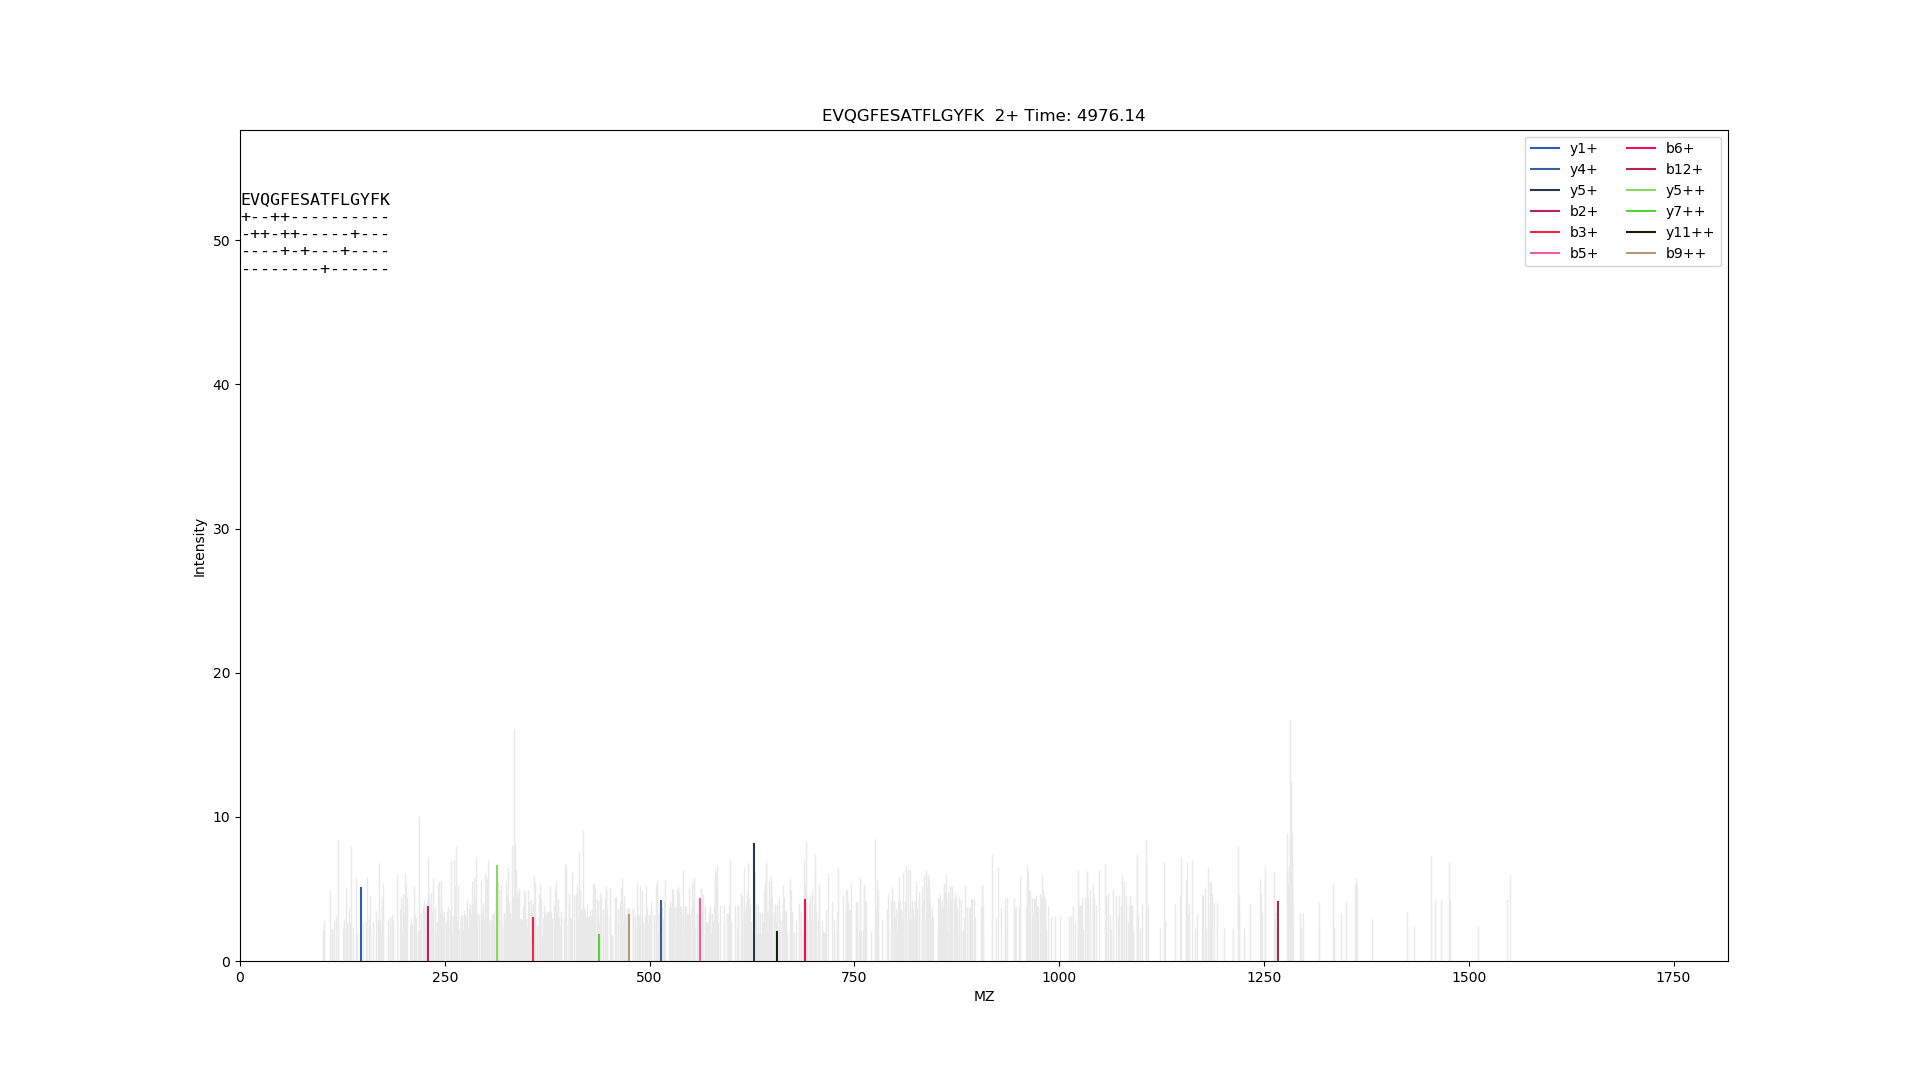 EVQGFESATFLGYFK  2+ Time: 4976.14
y1+
y4+
y5+
b2+
b3+
b5+
b6+
b12+
y5++
y7++
y11++
b9++
EVQGFESATFLGYFK
+--++----------
-++-++-----+---
----+-+---+----
--------+------
50
40
30
20
10
0
Intensity
0 250 500 750 1000 1250 1500 1750
MZ